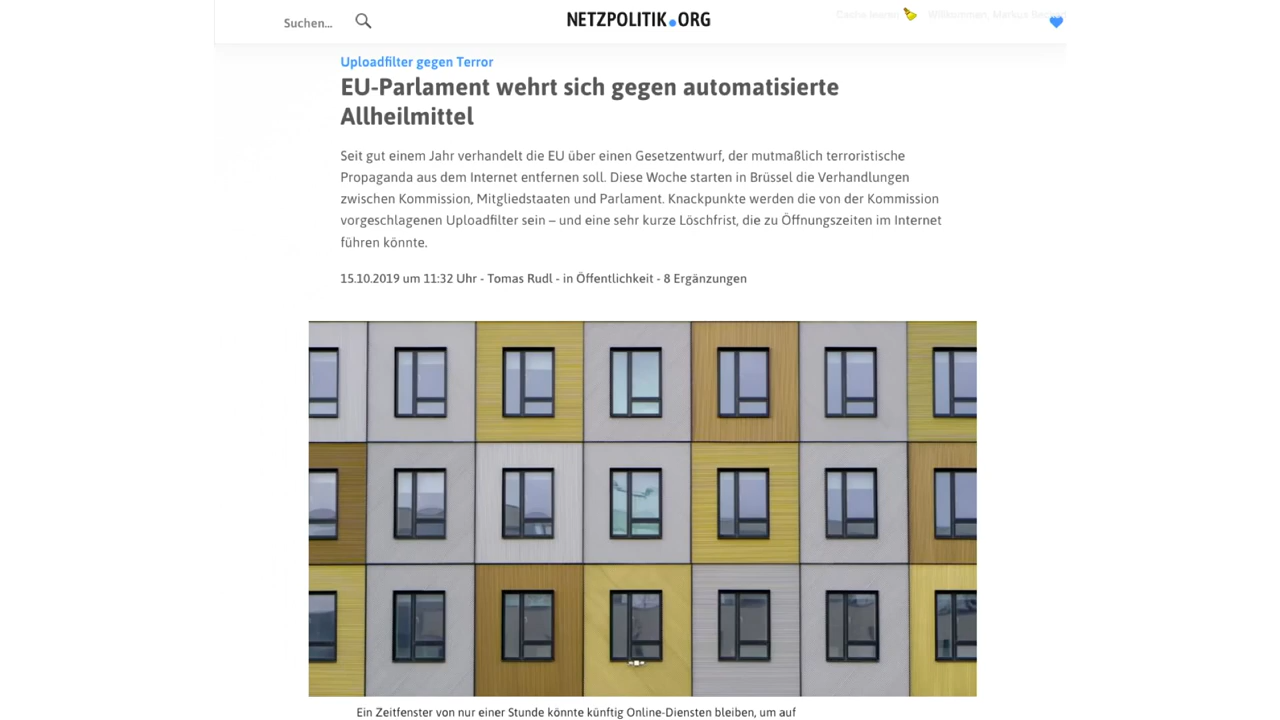 Suchen...
NETZPOLITIK.ORG
Uploadfilter gegen Terror
EU-Parlament wehrt sich gegen automatisierte
Allheilmittel
Seit gut einem Jahr verhandelt die EU über einen Gesetzentwurf, der mutmaßlich terroristische
Propaganda aus dem Internet entfernen soll. Diese Woche starten in Brüssel die Verhandlungen
zwischen Kommission, Mitgliedstaaten und Parlament. Knackpunkte werden die von der Kommission
vorgeschlagenen Uploadfilter sein – und eine sehr kurze Löschfrist, die zu Öffnungszeiten im Internet
führen könnte.
15.10.2019 um 11:32 Uhr - Tomas Rudl - in Öffentlichkeit - 8 Ergänzungen
Ein Zeitfenster von nur einer Stunde könnte künftig Online-Diensten bleiben, um auf